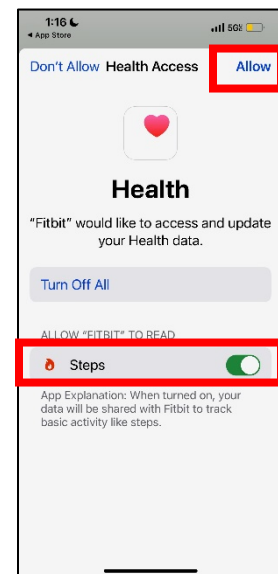 1:16 5G
◀ App Store
Don't Allow Health Access Allow
Health
"Fitbit" would like to access and update
your Health data.
Turn Off All
ALLOW "FITBIT" TO READ
Steps
App Explanation: When turned on, your
data will be shared with Fitbit to track
basic activity like steps.